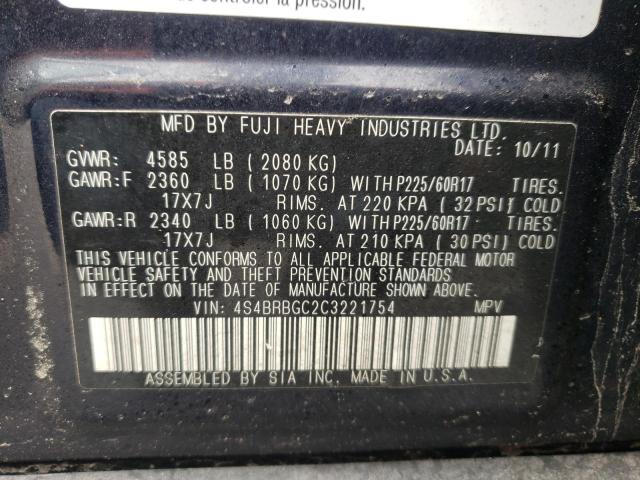 contrôler la pression.
MFD BY FUJI HEAVY INDUSTRIES LTD.
DATE: 10/11
GVWR: 4585 LB (2080 KG)
GAWR:F 2360 LB (1070 KG) WITH P225/60R17 TIRES.
17X7J RIMS. AT 220 KPA (32 PSI) COLD
GAWR:R 2340 LB (1060 KG) WITH P225/60R17 TIRES.
17X7J RIMS. AT 210 KPA (30 PSI) COLD
THIS VEHICLE CONFORMS TO ALL APPLICABLE FEDERAL MOTOR
VEHICLE SAFETY AND THEFT PREVENTION STANDARDS
IN EFFECT ON THE DATE OF MANUFACTURE SHOWN ABOVE.
VIN: 4S4BRBGC2C3221754 MPV
ASSEMBLED BY SIA INC. MADE IN U.S.A.